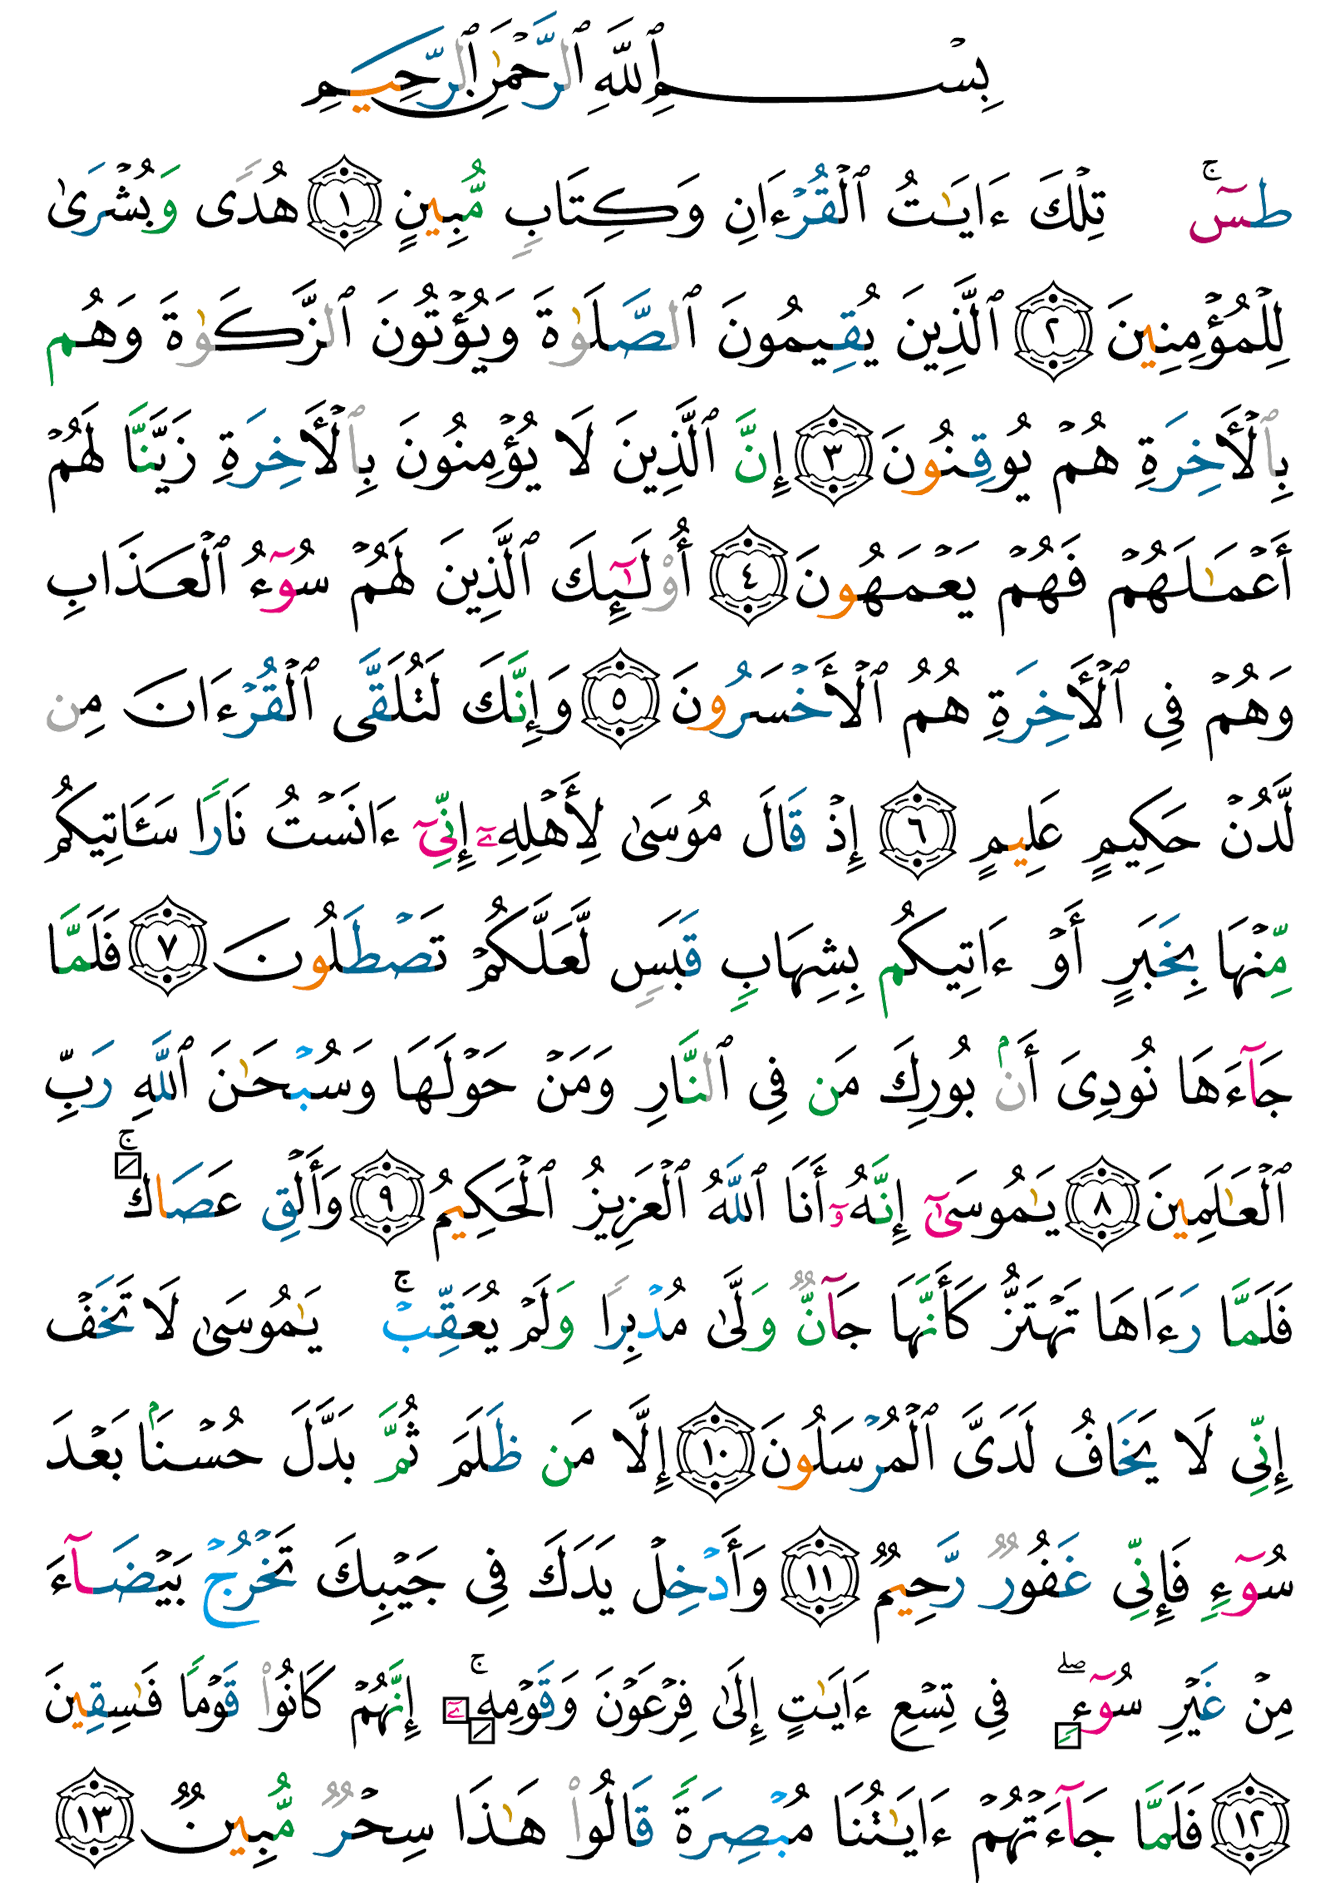 بِسْمِ ٱللَّهِ ٱلرَّحْمَٰنِ ٱلرَّحِيمِ
طسٓۚ تِلْكَ ءَايَٰتُ ٱلْقُرْءَانِ وَكِتَابٍ مُّبِينٍ ١ هُدًى وَبُشْرَىٰ
لِلْمُؤْمِنِينَ ٢ ٱلَّذِينَ يُقِيمُونَ ٱلصَّلَوٰةَ وَيُؤْتُونَ ٱلزَّكَوٰةَ وَهُم
بِٱلْأَخِرَةِ هُمْ يُوقِنُونَ ٣ إِنَّ ٱلَّذِينَ لَا يُؤْمِنُونَ بِٱلْأَخِرَةِ زَيَّنَّا لَهُمْ
أَعْمَٰلَهُمْ فَهُمْ يَعْمَهُونَ ٤ أُوْلَٰٓئِكَ ٱلَّذِينَ لَهُمْ سُوٓءُ ٱلْعَذَابِ
وَهُمْ فِى ٱلْأَخِرَةِ هُمُ ٱلْأَخْسَرُونَ ٥ وَإِنَّكَ لَتُلَقَّى ٱلْقُرْءَانَ مِن
لَّدُنْ حَكِيمٍ عَلِيمٍ ٦ إِذْ قَالَ مُوسَىٰ لِأَهْلِهِۦٓ إِنِّىٓ ءَانَسْتُ نَارًا سَـَٔاتِيكُم
مِّنْهَا بِخَبَرٍ أَوْ ءَاتِيكُم بِشِهَابٍ قَبَسٍ لَّعَلَّكُمْ تَصْطَلُونَ ٧ فَلَمَّا
جَآءَهَا نُودِىَ أَنۢ بُورِكَ مَن فِى ٱلنَّارِ وَمَنْ حَوْلَهَا وَسُبْحَٰنَ ٱللَّهِ رَبِّ
ٱلْعَٰلَمِينَ ٨ يَٰمُوسَىٰٓ إِنَّهُۥٓ أَنَا ٱللَّهُ ٱلْعَزِيزُ ٱلْحَكِيمُ ٩ وَأَلْقِ عَصَاكَۚ
فَلَمَّا رَءَاهَا تَهْتَزُّ كَأَنَّهَا جَآنٌّ وَلَّىٰ مُدْبِرًا وَلَمْ يُعَقِّبْۚ يَٰمُوسَىٰ لَا تَخَفْ
إِنِّى لَا يَخَافُ لَدَىَّ ٱلْمُرْسَلُونَ ١٠ إِلَّا مَن ظَلَمَ ثُمَّ بَدَّلَ حُسْنَۢا بَعْدَ
سُوٓءٍ فَإِنِّى غَفُورٌ رَّحِيمٌ ١١ وَأَدْخِلْ يَدَكَ فِى جَيْبِكَ تَخْرُجْ بَيْضَآءَ
مِنْ غَيْرِ سُوٓءٍۖ فِى تِسْعِ ءَايَٰتٍ إِلَىٰ فِرْعَوْنَ وَقَوْمِهِۦٓۚ إِنَّهُمْ كَانُوا۟ قَوْمًا فَٰسِقِينَ
١٢ فَلَمَّا جَآءَتْهُمْ ءَايَٰتُنَا مُبْصِرَةً قَالُوا۟ هَٰذَا سِحْرٌ مُّبِينٌ ١٣